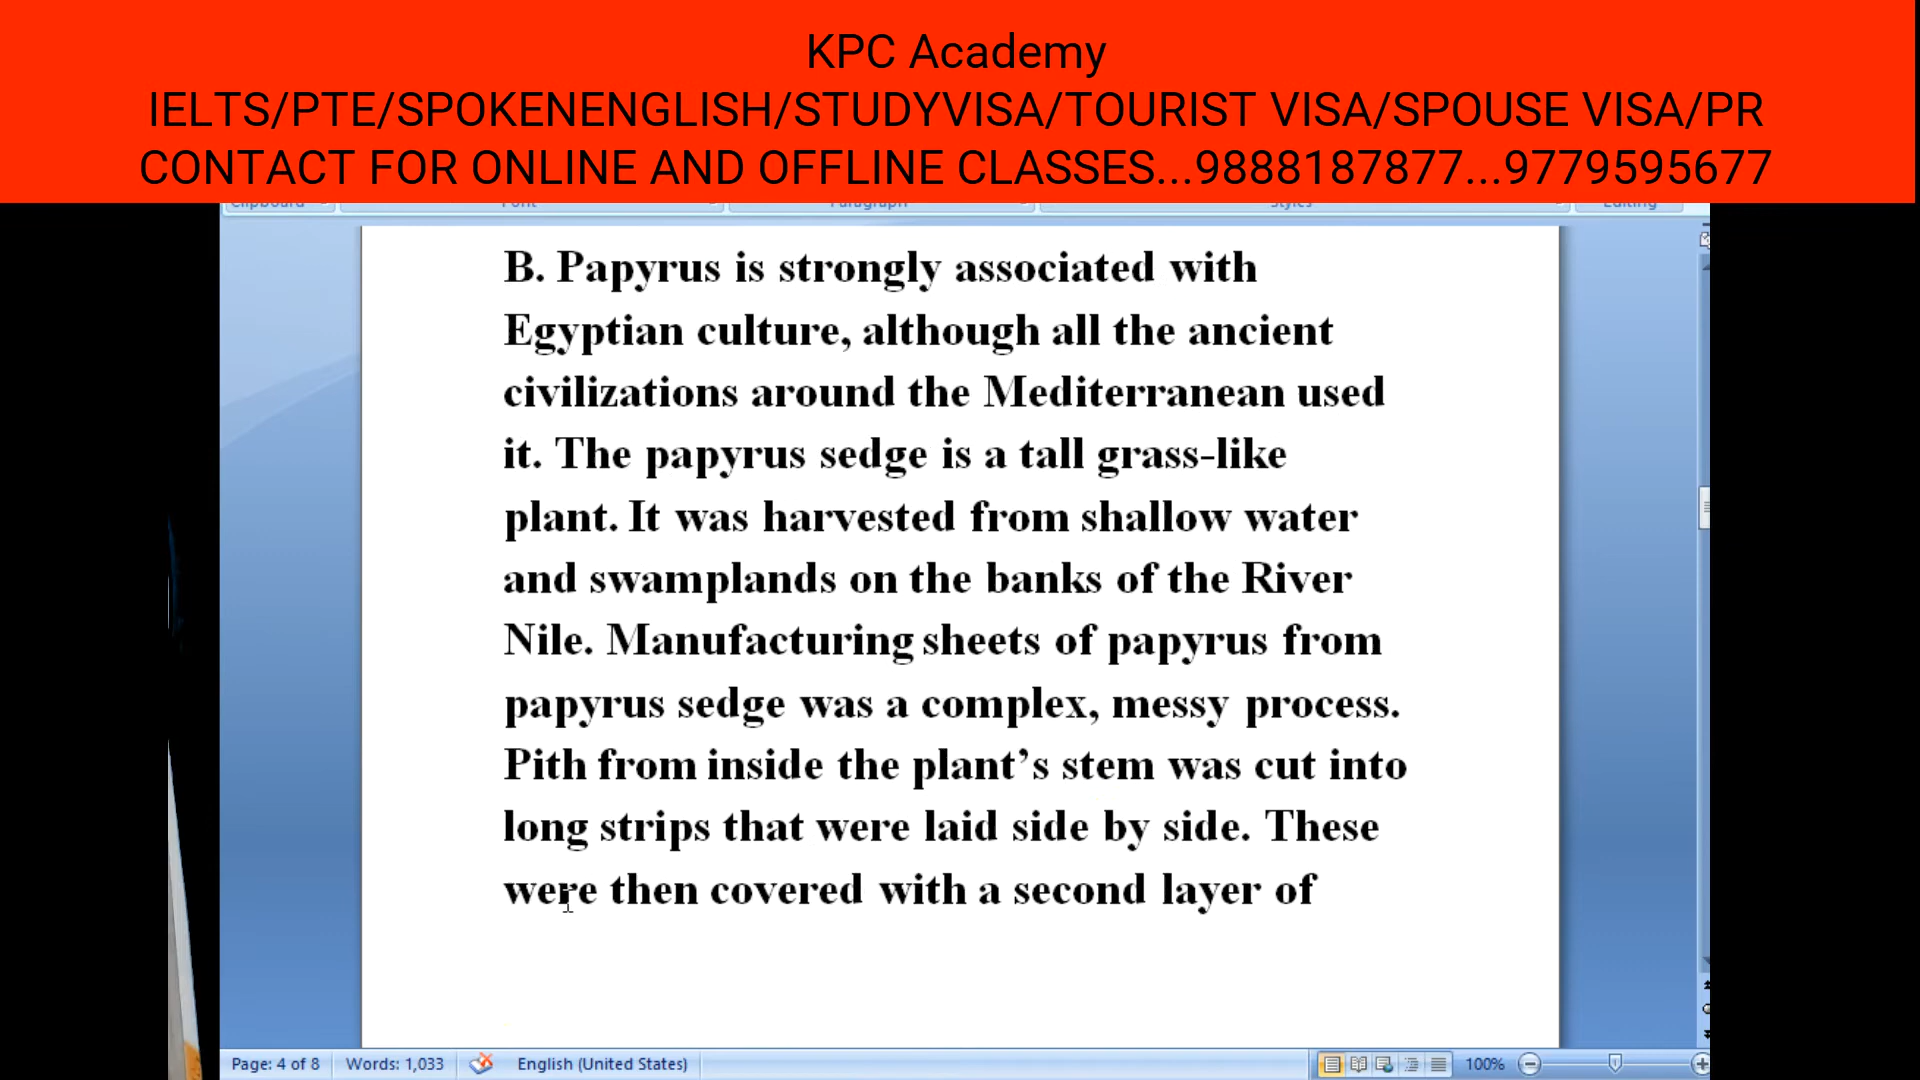 KPC Academy
IELTS/PTE/SPOKENENGLISH/STUDYVISA/TOURIST VISA/SPOUSE VISA/PR
CONTACT FOR ONLINE AND OFFLINE CLASSES...9888187877...9779595677
Clipboard Font Paragraph Styles Editing
B. Papyrus is strongly associated with
Egyptian culture, although all the ancient
civilizations around the Mediterranean used
it. The papyrus sedge is a tall grass-like
plant. It was harvested from shallow water
and swamplands on the banks of the River
Nile. Manufacturing sheets of papyrus from
papyrus sedge was a complex, messy process.
Pith from inside the plant's stem was cut into
long strips that were laid side by side. These
were then covered with a second layer of
Page: 4 of 8 Words: 1,033 English (United States) 100%